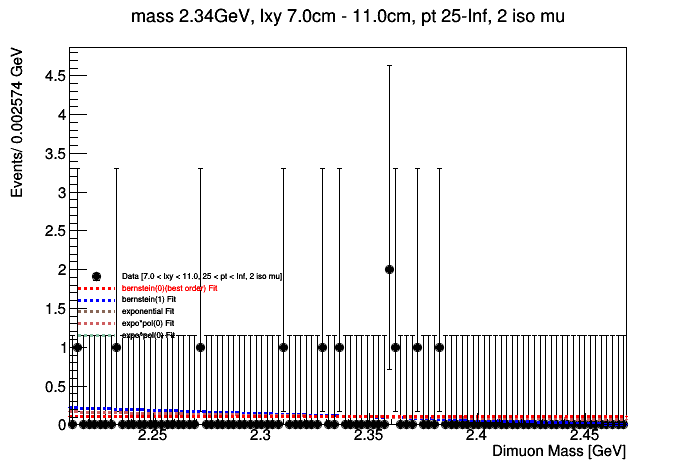 mass 2.34GeV, lxy 7.0cm - 11.0cm, pt 25-Inf, 2 iso mu
Events/ 0.002574 GeV
4.5
4
3.5
3
2.5
2
1.5
1
0.5
0
Data [7.0 < lxy < 11.0, 25 < pt < Inf, 2 iso mu]
bernstein(0)(best order) Fit
bernstein(1) Fit
exponential Fit
expo*pol(0) Fit
expo*pol(0) Fit
2.25
2.3
2.35
2.4
2.45
Dimuon Mass [GeV]